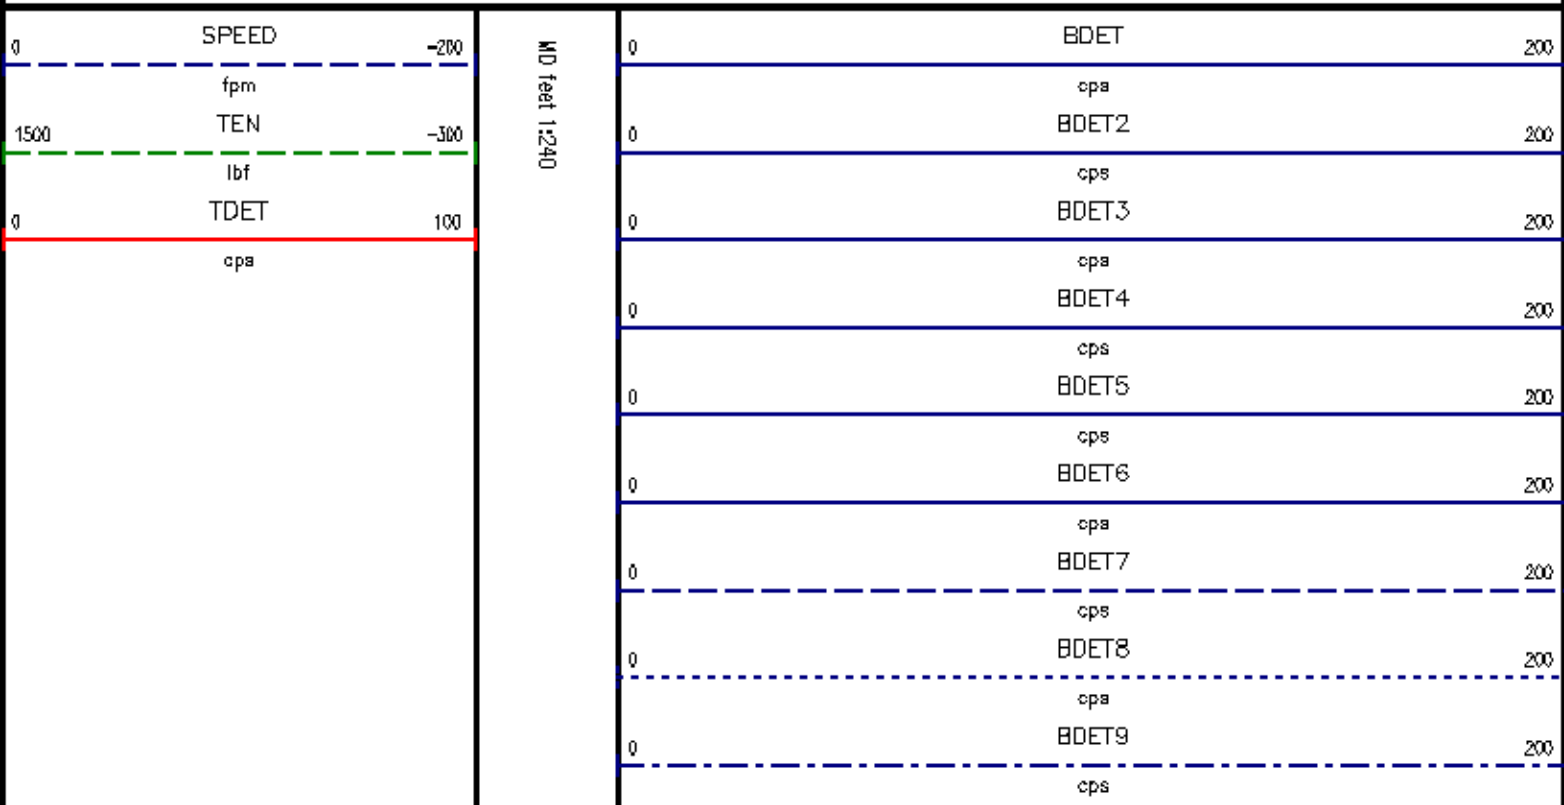 SPEED
0 -200
fpm
TEN
1500 -300
lbf
TDET
0 100
cps
MD feet 1:240
BDET
0 200
cps
BDET2
0 200
cps
BDET3
0 200
cps
BDET4
0 200
cps
BDET5
0 200
cps
BDET6
0 200
cps
BDET7
0 200
cps
BDET8
0 200
cps
BDET9
0 200
cps